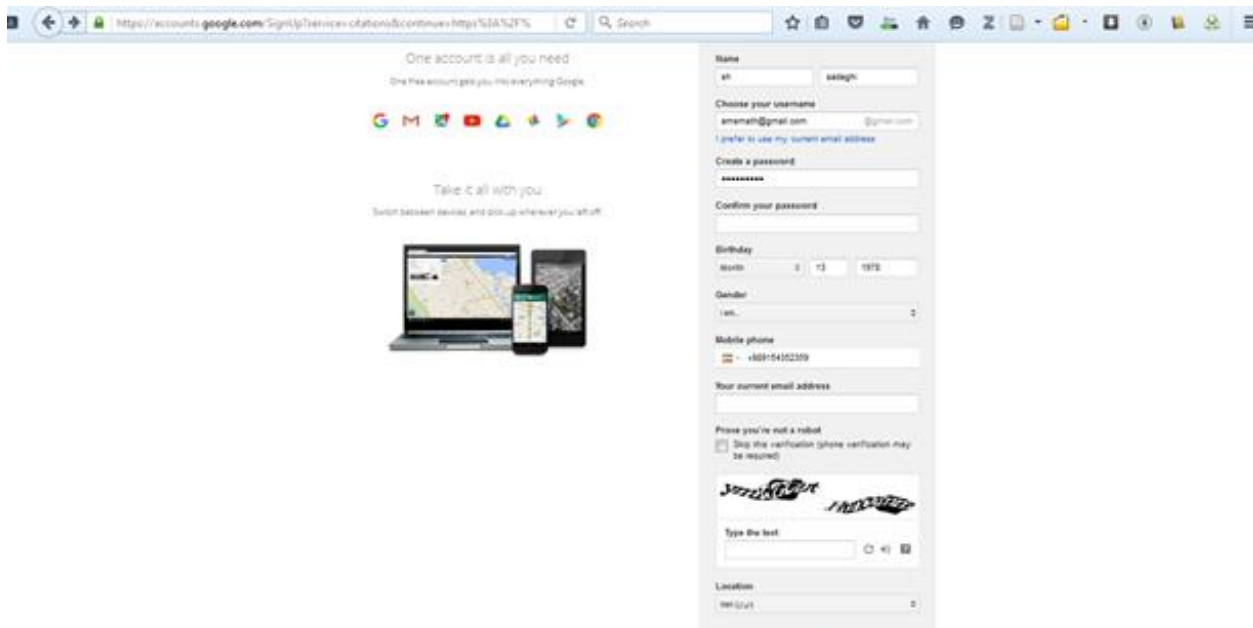 https://accounts.google.com/SignUp?service=citations&continue=https%3A%2F%
Search
One account is all you need
One free account gets you into everything Google.
Take it all with you
Switch between devices, and pick up wherever you left off.
Name
sh sadeghi
Choose your username
@gmail.com
I prefer to use my current email address
Create a password
Confirm your password
Birthday
Month 13
Gender
I am...
Mobile phone
Your current email address
Prove you're not a robot
Skip this verification (phone verification may
be required)
Type the text:
Location